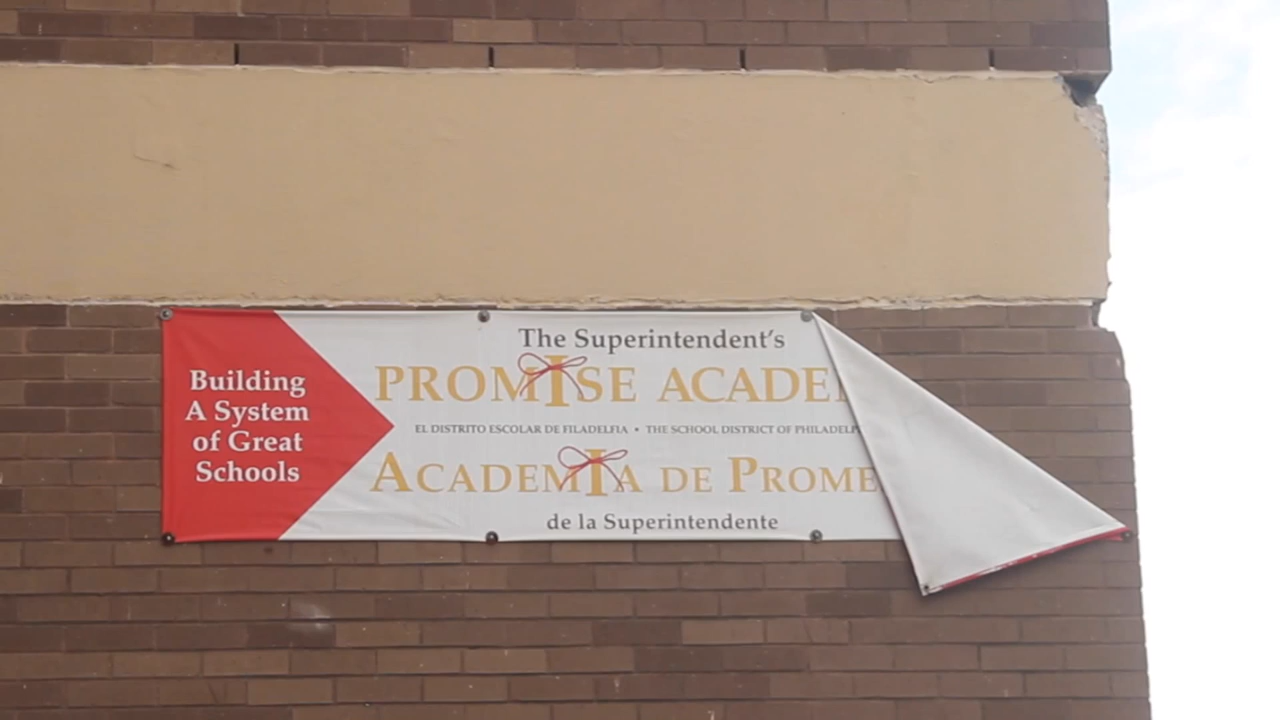 Building
A System
of Great
Schools
The Superintendent's
PROMISE ACADE
EL DISTRITO ESCOLAR DE FILADELFIA • THE SCHOOL DISTRICT OF PHILADELP
ACADEMIA DE PROME
de la Superintendente